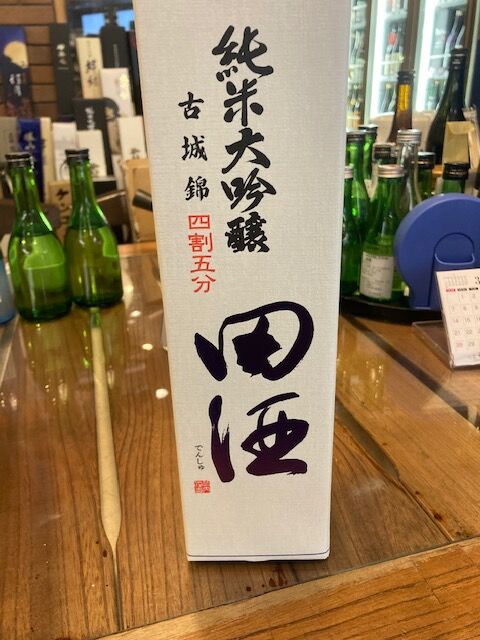 純米大吟醸
古城錦
四割五分
田酒
でんしゅ